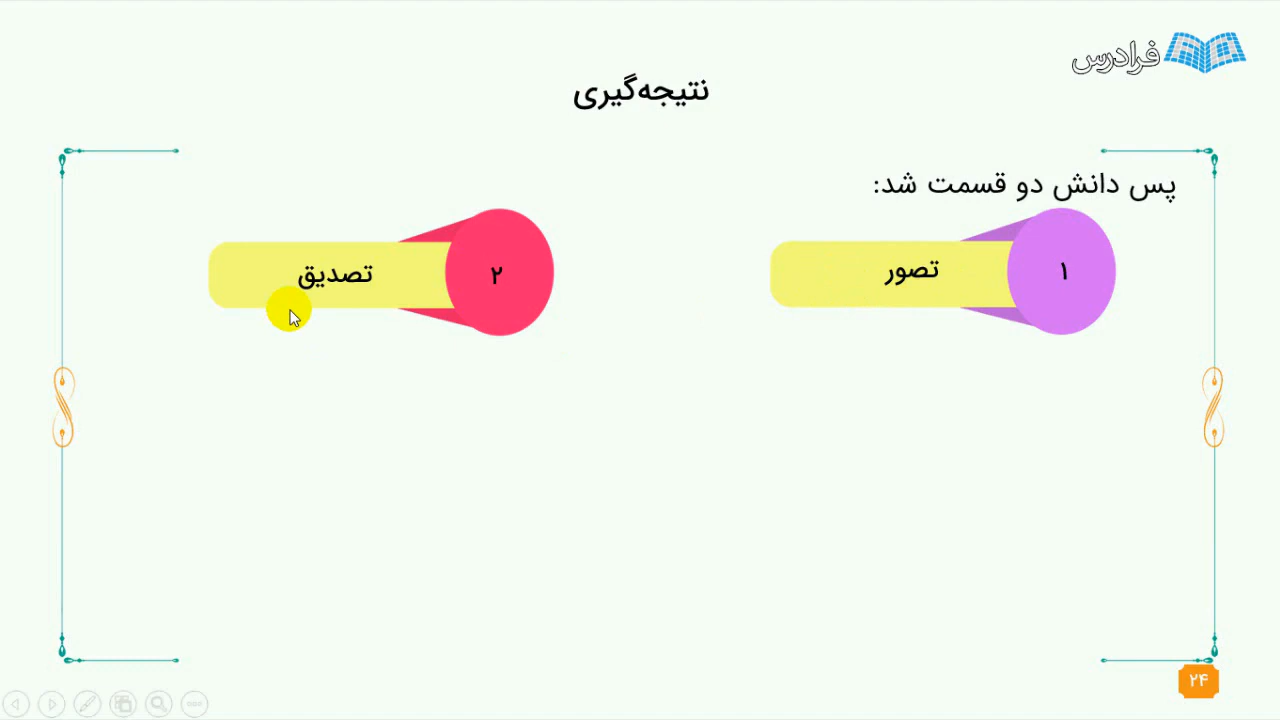 فرادرس
نتیجه‌گیری
پس دانش دو قسمت شد:
۱ تصور
۲ تصدیق
۲۴